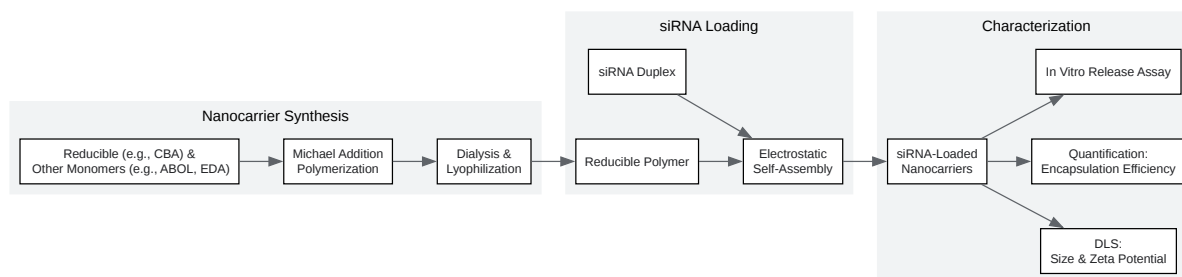 Nanocarrier Synthesis
Reducible (e.g., CBA) &
Other Monomers (e.g., ABOL, EDA)
Michael Addition
Polymerization
Dialysis &
Lyophilization
siRNA Loading
siRNA Duplex
Reducible Polymer
Electrostatic
Self-Assembly
Characterization
siRNA-Loaded
Nanocarriers
In Vitro Release Assay
Quantification:
Encapsulation Efficiency
DLS:
Size & Zeta Potential